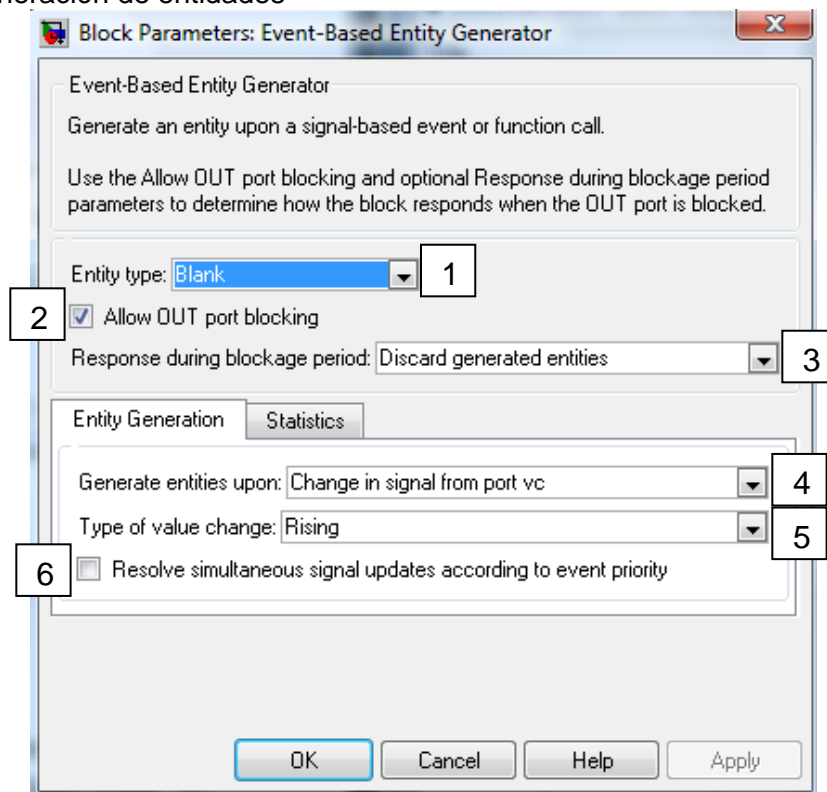 neración de entidades
Block Parameters: Event-Based Entity Generator
Event-Based Entity Generator
Generate an entity upon a signal-based event or function call.
Use the Allow OUT port blocking and optional Response during blockage period
parameters to determine how the block responds when the OUT port is blocked.
Entity type: Blank 1
2 Allow OUT port blocking
Response during blockage period: Discard generated entities 3
Entity Generation Statistics
Generate entities upon: Change in signal from port vc 4
Type of value change: Rising 5
6 Resolve simultaneous signal updates according to event priority
OK Cancel Help Apply